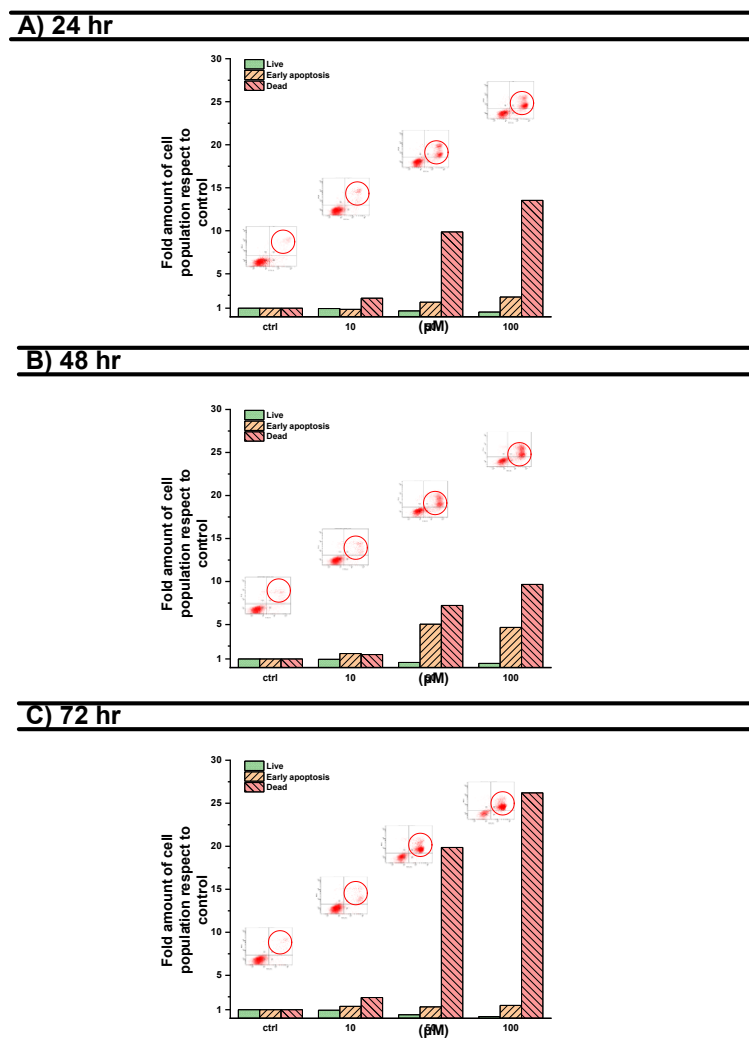 A) 24 hr
30
25
20
15
10
5
1
Fold amount of cell
population respect to
control
Live
Early apoptosis
Dead
ctrl
10
50
100
(μM)
B) 48 hr
30
25
20
15
10
5
1
Fold amount of cell
population respect to
control
Live
Early apoptosis
Dead
ctrl
10
50
100
(μM)
C) 72 hr
30
25
20
15
10
5
1
Fold amount of cell
population respect to
control
Live
Early apoptosis
Dead
ctrl
10
50
100
(μM)